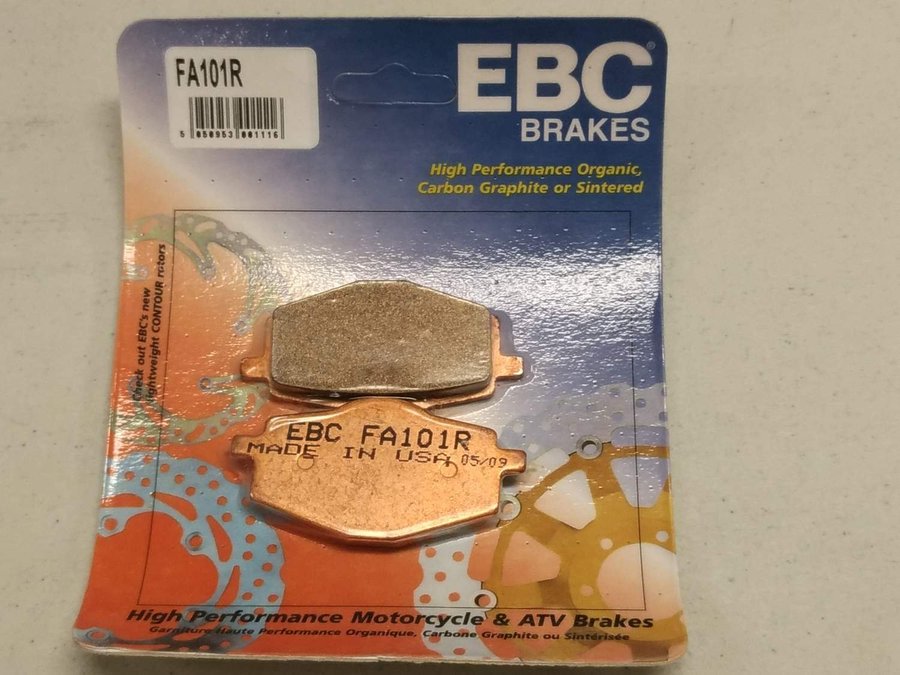 FA101R
5 050953 001116
EBC®
BRAKES
High Performance Organic,
Carbon Graphite or Sintered
Check out EBC's new
lightweight CONTOUR rotors
EBC FA101R
MADE IN USA 05/09
High Performance Motorcycle & ATV Brakes
Garniture Haute Performance Organique, Carbone Graphite ou Sintérisée